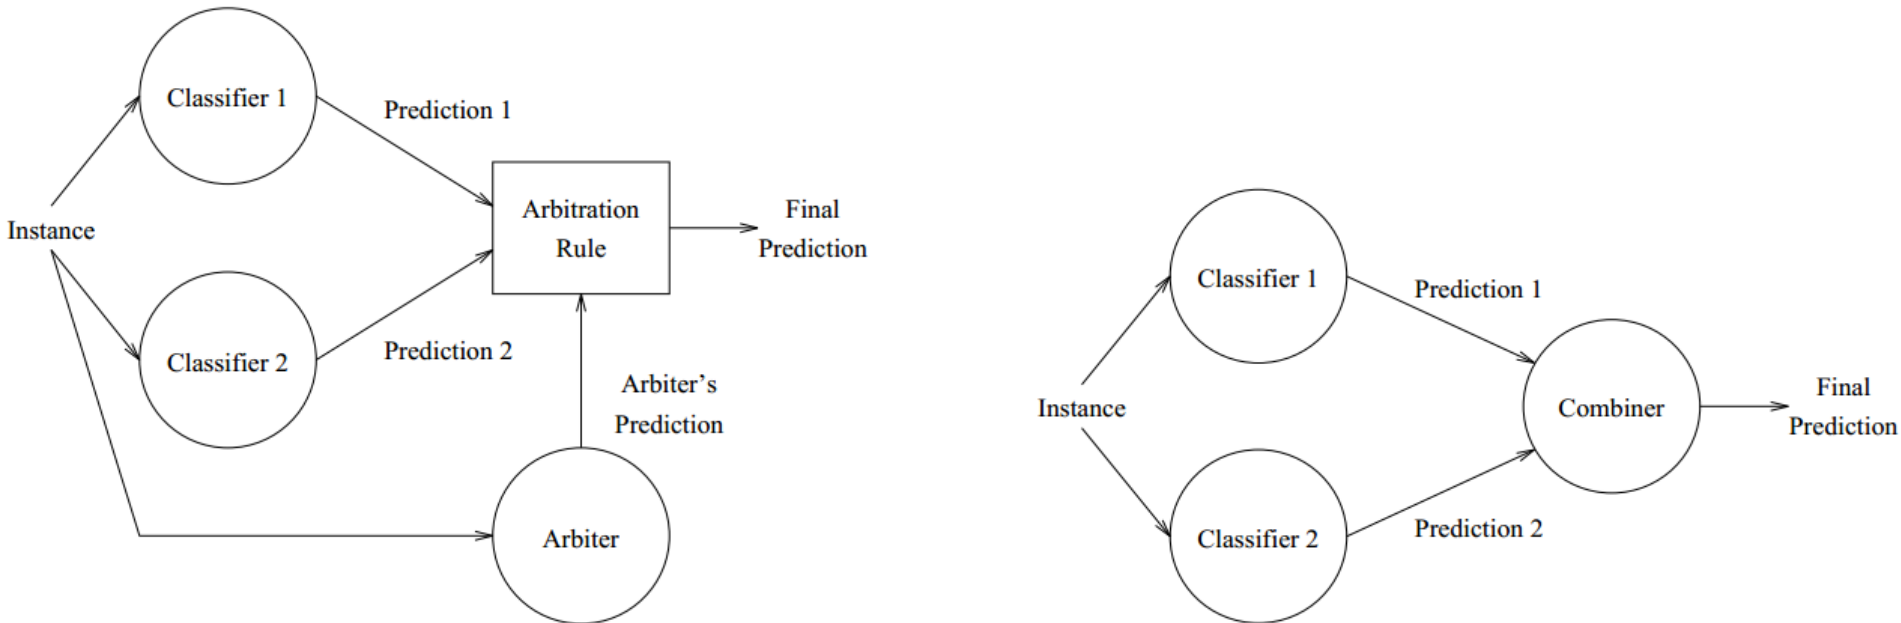 Classifier 1
Prediction 1
Instance
Arbitration
Rule
Final
Prediction
Classifier 2
Prediction 2
Arbiter’s
Prediction
Arbiter
Classifier 1
Prediction 1
Instance
Combiner
Final
Prediction
Classifier 2
Prediction 2